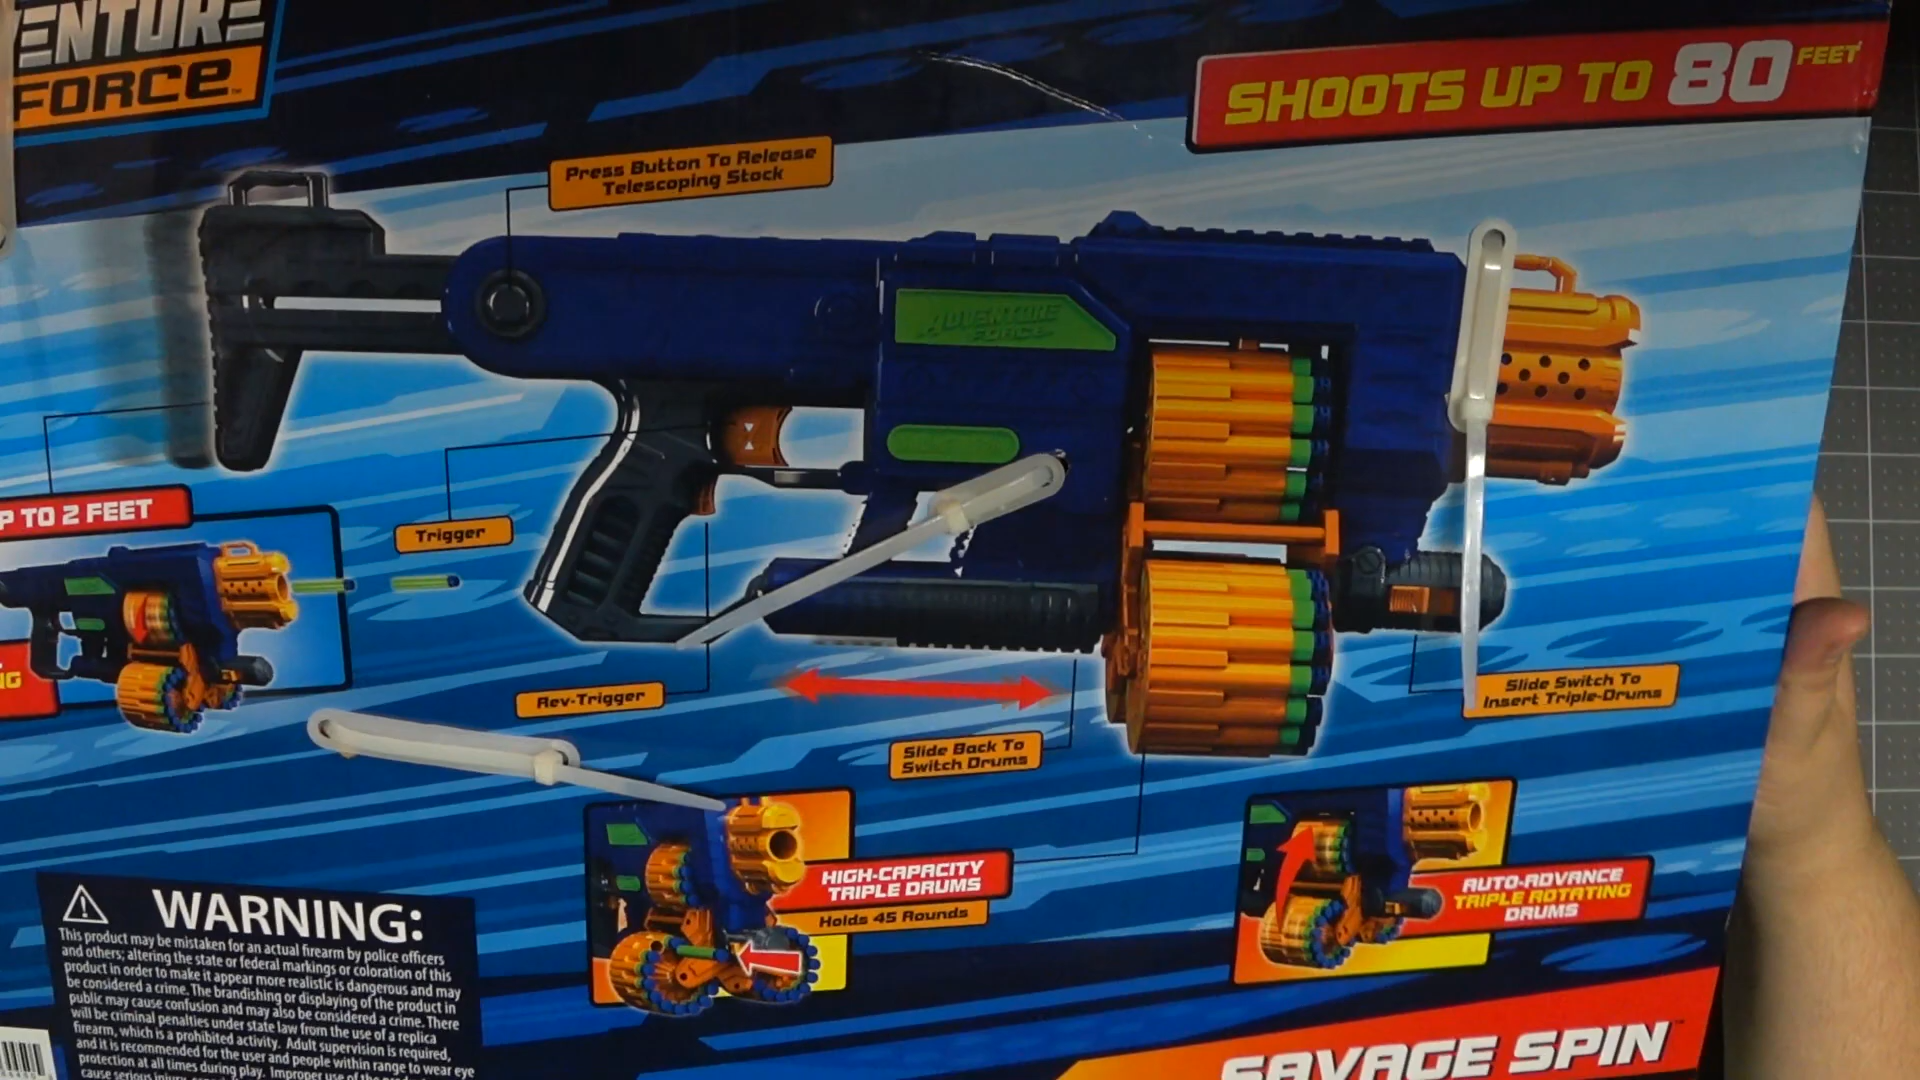 FORCE™
SHOOTS UP TO 80 FEET
Press Button To Release
Telescoping Stock
ADVENTURE
FORCE
P TO 2 FEET
Trigger
Rev-Trigger
Slide Back To
Switch Drums
Slide Switch To
Insert Triple-Drums
HIGH-CAPACITY
TRIPLE DRUMS
Holds 45 Rounds
AUTO-ADVANCE
TRIPLE ROTATING
DRUMS
WARNING:
This product may be mistaken for an actual firearm by police officers
and others; altering the state or federal markings or coloration of this
product in order to make it appear more realistic is dangerous and may
be considered a crime. The brandishing or displaying of the product in
public may cause confusion and may also be considered a crime. There
will be criminal penalties under state law from the use of a replica
firearm, which is a prohibited activity. Adult supervision is required,
and it is recommended for the user and people within range to wear eye
protection at all times during play. Improper use of the
cause serious injury
SAVAGE SPIN™